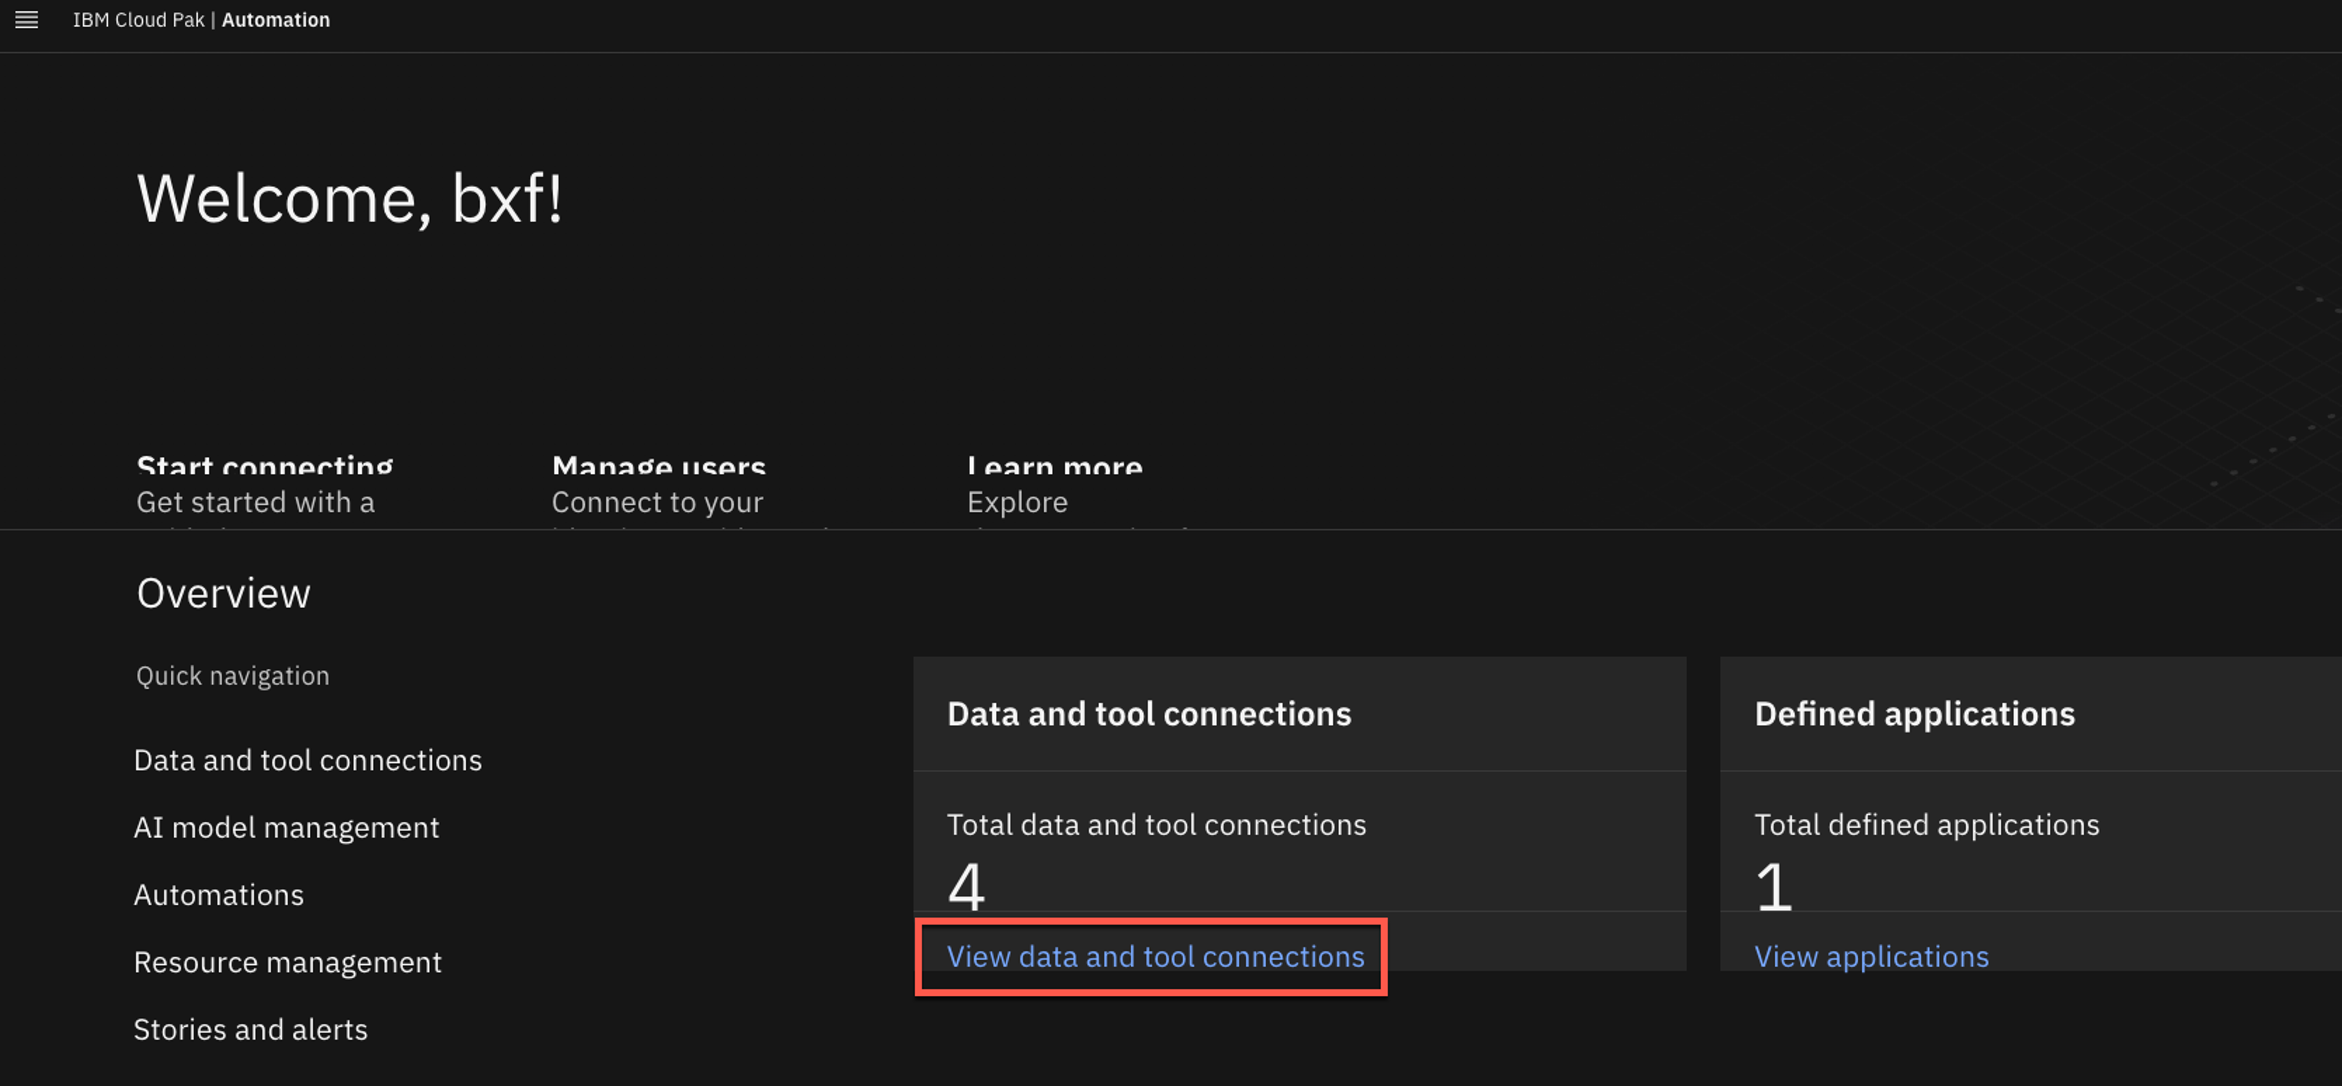 IBM Cloud Pak | Automation
Welcome, bxf!
Start connecting
Get started with a
Manage users
Connect to your
Learn more
Explore
Overview
Quick navigation
Data and tool connections
AI model management
Automations
Resource management
Stories and alerts
Data and tool connections
Total data and tool connections
4
View data and tool connections
Defined applications
Total defined applications
1
View applications